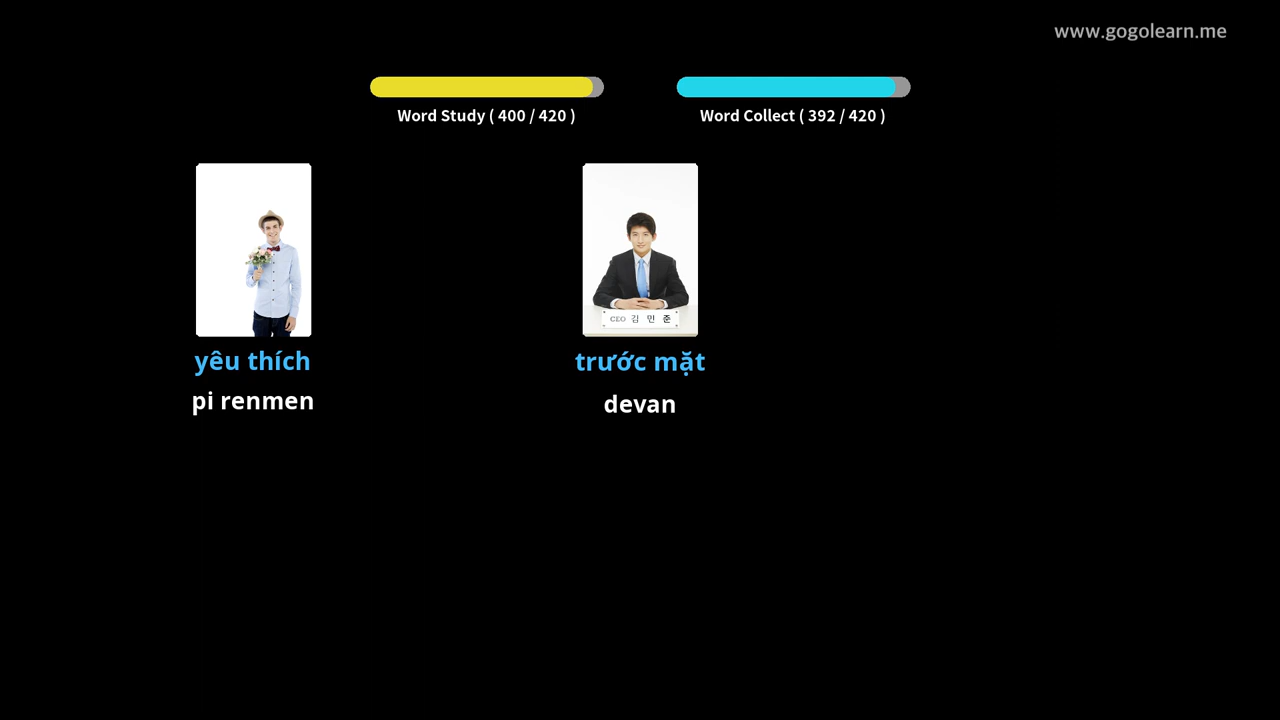 www.gogolearn.me
Word Study ( 400 / 420 )
Word Collect ( 392 / 420 )
CEO 김 민 준
yêu thích
trước mặt
pi renmen
devan